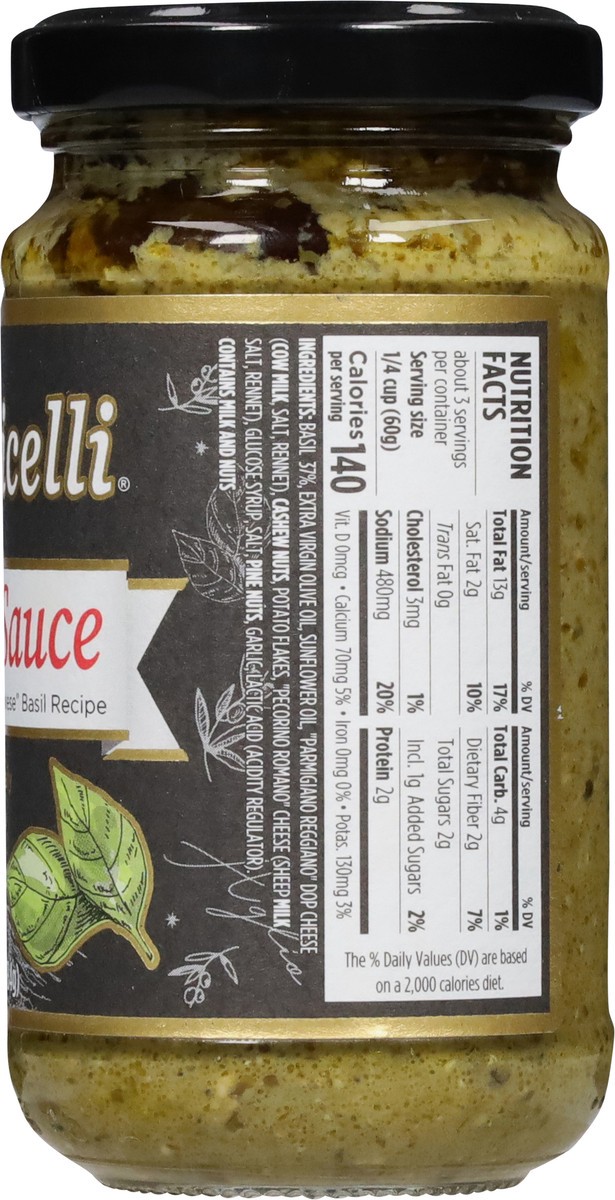 celli®
Sauce
Basil Recipe
NUTRITION
FACTS
about 3 servings
per container
Serving size
1/4 cup (60g)
Calories 140
per serving
Amount/serving % DV
Total Fat 13g 17%
Sat. Fat 2g 10%
Trans Fat 0g
Cholesterol 3mg 1%
Sodium 480mg 20%
Amount/serving % DV
Total Carb. 4g 1%
Dietary Fiber 2g 7%
Total Sugars 2g
Incl. 1g Added Sugars 2%
Protein 2g
Vit. D 0mcg • Calcium 70mg 5% • Iron 0mg 0% • Potas. 130mg 3%
The % Daily Values (DV) are based
on a 2,000 calories diet.
INGREDIENTS: BASIL 37%, EXTRA VIRGIN OLIVE OIL, SUNFLOWER OIL, "PARMIGIANO REGGIANO" DOP CHEESE
(COW MILK, SALT, RENNET), CASHEW NUTS, POTATO FLAKES, "PECORINO ROMANO" CHEESE (SHEEP MILK
SALT, RENNET), GLUCOSE SYRUP, SALT, PINE NUTS, GARLIC, LACTIC ACID (ACIDITY REGULATOR).
CONTAINS MILK AND NUTS